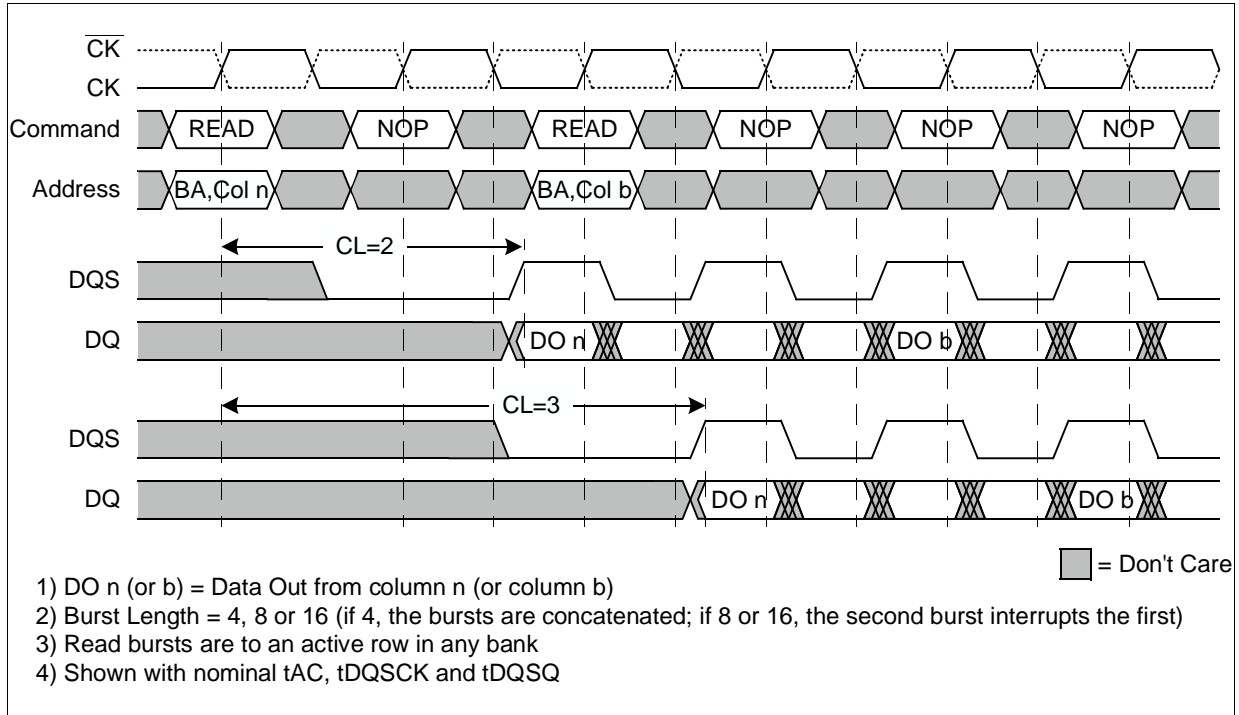 CK
CK
Command READ NOP READ NOP NOP NOP
Address BA,Col n BA,Col b
CL=2
DQS
DQ DO n DO b
CL=3
DQS
DQ DO n DO b
= Don't Care
1) DO n (or b) = Data Out from column n (or column b)
2) Burst Length = 4, 8 or 16 (if 4, the bursts are concatenated; if 8 or 16, the second burst interrupts the first)
3) Read bursts are to an active row in any bank
4) Shown with nominal tAC, tDQSCK and tDQSQ